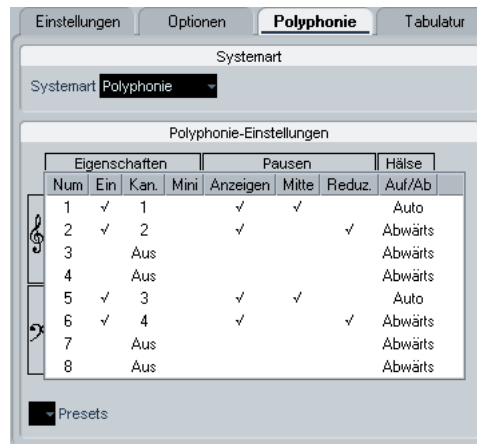 Einstellungen Optionen Polyphonie Tabulatur
Systemart
Systemart Polyphonie
Polyphonie-Einstellungen
Eigenschaften Pausen Hälse
Num Ein Kan. Mini Anzeigen Mitte Reduz. Auf/Ab
1 √ 1 √ √ Auto
2 √ 2 √ √ Abwärts
3 Aus Abwärts
4 Aus Abwärts
5 √ 3 √ √ Auto
6 √ 4 √ √ Abwärts
7 Aus Abwärts
8 Aus Abwärts
Presets